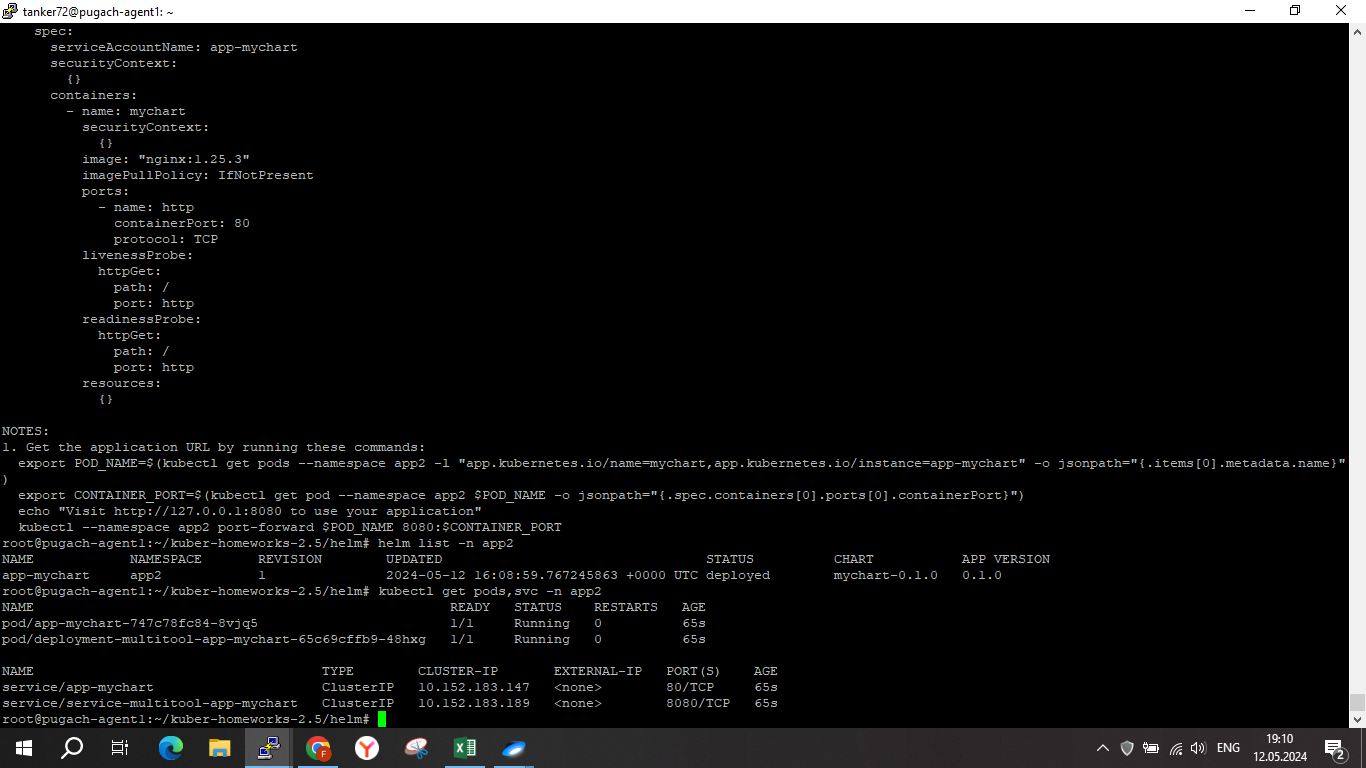 tanker72@pugach-agent1: ~
    spec:
      serviceAccountName: app-mychart
      securityContext:
        {}
      containers:
        - name: mychart
          securityContext:
            {}
          image: "nginx:1.25.3"
          imagePullPolicy: IfNotPresent
          ports:
            - name: http
              containerPort: 80
              protocol: TCP
          livenessProbe:
            httpGet:
              path: /
              port: http
          readinessProbe:
            httpGet:
              path: /
              port: http
          resources:
            {}
NOTES:
1. Get the application URL by running these commands:
  export POD_NAME=$(kubectl get pods --namespace app2 -l "app.kubernetes.io/name=mychart,app.kubernetes.io/instance=app-mychart" -o jsonpath="{.items[0].metadata.name}"
)
  export CONTAINER_PORT=$(kubectl get pod --namespace app2 $POD_NAME -o jsonpath="{.spec.containers[0].ports[0].containerPort}")
  echo "Visit http://127.0.0.1:8080 to use your application"
  kubectl --namespace app2 port-forward $POD_NAME 8080:$CONTAINER_PORT
root@pugach-agent1:~/kuber-homeworks-2.5/helm# helm list -n app2
NAME            NAMESPACE       REVISION        UPDATED                                 STATUS          CHART           APP VERSION
app-mychart     app2            1               2024-05-12 16:08:59.767245863 +0000 UTC deployed        mychart-0.1.0   0.1.0
root@pugach-agent1:~/kuber-homeworks-2.5/helm# kubectl get pods,svc -n app2
NAME                                                    READY   STATUS    RESTARTS   AGE
pod/app-mychart-747c78fc84-8vjq5                        1/1     Running   0          65s
pod/deployment-multitool-app-mychart-65c69cffb9-48hxg   1/1     Running   0          65s
NAME                                    TYPE        CLUSTER-IP       EXTERNAL-IP   PORT(S)    AGE
service/app-mychart                     ClusterIP   10.152.183.147   <none>        80/TCP     65s
service/service-multitool-app-mychart   ClusterIP   10.152.183.189   <none>        8080/TCP   65s
root@pugach-agent1:~/kuber-homeworks-2.5/helm#
F
ENG
19:10
12.05.2024
2